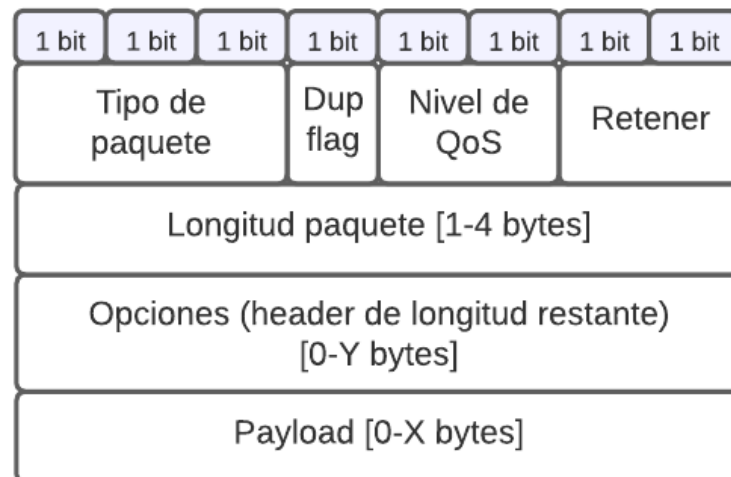 1 bit 1 bit 1 bit 1 bit 1 bit 1 bit 1 bit 1 bit
Tipo de
paquete
Dup
flag
Nivel de
QoS
Retener
Longitud paquete [1-4 bytes]
Opciones (header de longitud restante)
[0-Y bytes]
Payload [0-X bytes]